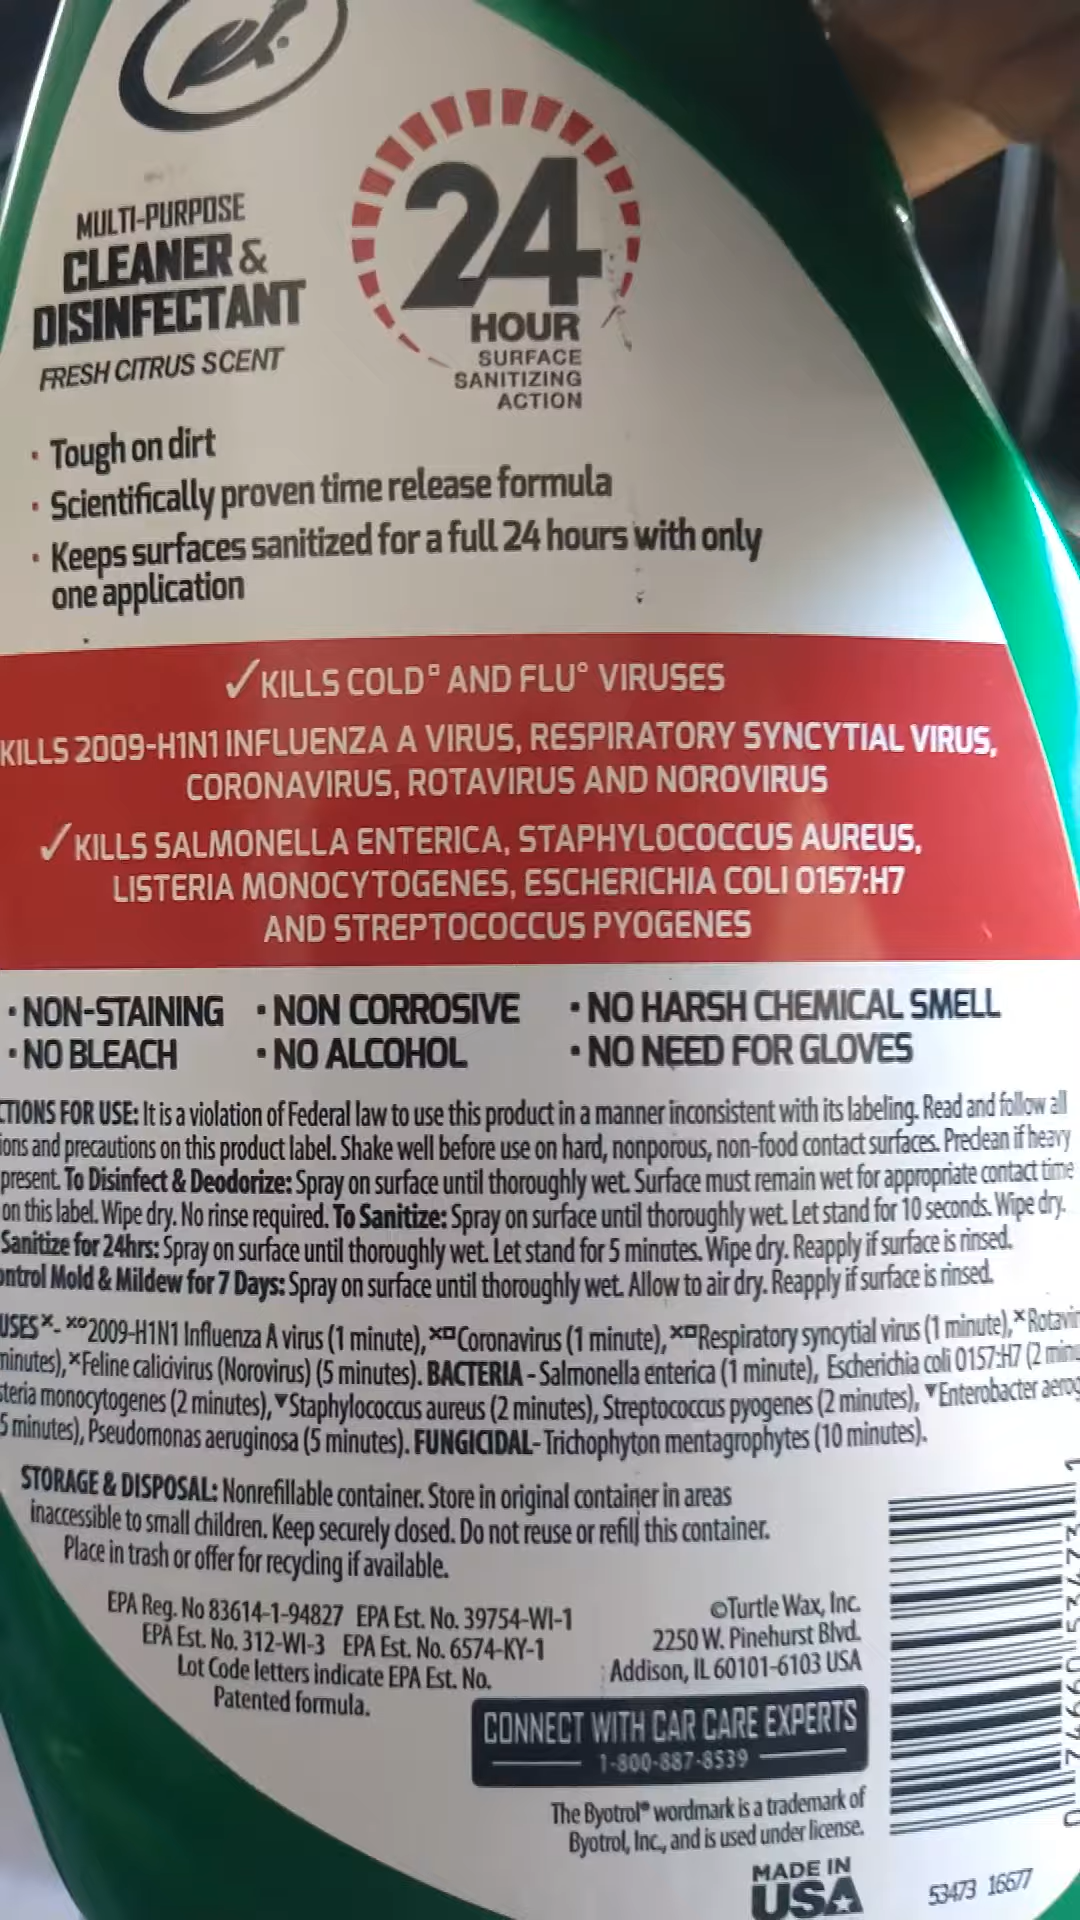 MULTI-PURPOSE
CLEANER &
DISINFECTANT
FRESH CITRUS SCENT
24
HOUR
SURFACE
SANITIZING
ACTION
• Tough on dirt
• Scientifically proven time release formula
• Keeps surfaces sanitized for a full 24 hours with only
one application
✓KILLS COLD¤ AND FLU° VIRUSES
KILLS 2009-H1N1 INFLUENZA A VIRUS, RESPIRATORY SYNCYTIAL VIRUS,
CORONAVIRUS, ROTAVIRUS AND NOROVIRUS
✓KILLS SALMONELLA ENTERICA, STAPHYLOCOCCUS AUREUS,
LISTERIA MONOCYTOGENES, ESCHERICHIA COLI 0157:H7
AND STREPTOCOCCUS PYOGENES
• NON-STAINING • NON CORROSIVE • NO HARSH CHEMICAL SMELL
• NO BLEACH • NO ALCOHOL • NO NEED FOR GLOVES
CTIONS FOR USE: It is a violation of Federal law to use this product in a manner inconsistent with its labeling. Read and follow all
ions and precautions on this product label. Shake well before use on hard, nonporous, non-food contact surfaces. Preclean if heavy
present. To Disinfect & Deodorize: Spray on surface until thoroughly wet. Surface must remain wet for appropriate contact time
on this label. Wipe dry. No rinse required. To Sanitize: Spray on surface until thoroughly wet. Let stand for 10 seconds. Wipe dry.
Sanitize for 24hrs: Spray on surface until thoroughly wet. Let stand for 5 minutes. Wipe dry. Reapply if surface is rinsed.
ontrol Mold & Mildew for 7 Days: Spray on surface until thoroughly wet. Allow to air dry. Reapply if surface is rinsed.
USES×- ×°2009-H1N1 Influenza A virus (1 minute), ×¤Coronavirus (1 minute), ×¤Respiratory syncytial virus (1 minute), ×Rotavir
minutes), ×Feline calicivirus (Norovirus) (5 minutes). BACTERIA - Salmonella enterica (1 minute), Escherichia coli 0157:H7 (2 minu
steria monocytogenes (2 minutes), ▼Staphylococcus aureus (2 minutes), Streptococcus pyogenes (2 minutes), ▼Enterobacter aerog
5 minutes), Pseudomonas aeruginosa (5 minutes). FUNGICIDAL- Trichophyton mentagrophytes (10 minutes).
STORAGE & DISPOSAL: Nonrefillable container. Store in original container in areas
inaccessible to small children. Keep securely closed. Do not reuse or refill this container.
Place in trash or offer for recycling if available.
EPA Reg. No 83614-1-94827 EPA Est. No. 39754-WI-1
EPA Est. No. 312-WI-3 EPA Est. No. 6574-KY-1
Lot Code letters indicate EPA Est. No.
Patented formula.
©Turtle Wax, Inc.
2250 W. Pinehurst Blvd.
Addison, IL 60101-6103 USA
CONNECT WITH CAR CARE EXPERTS
1-800-887-8539
The Byotrol® wordmark is a trademark of
Byotrol, Inc., and is used under license.
MADE IN
USA
53473 16677